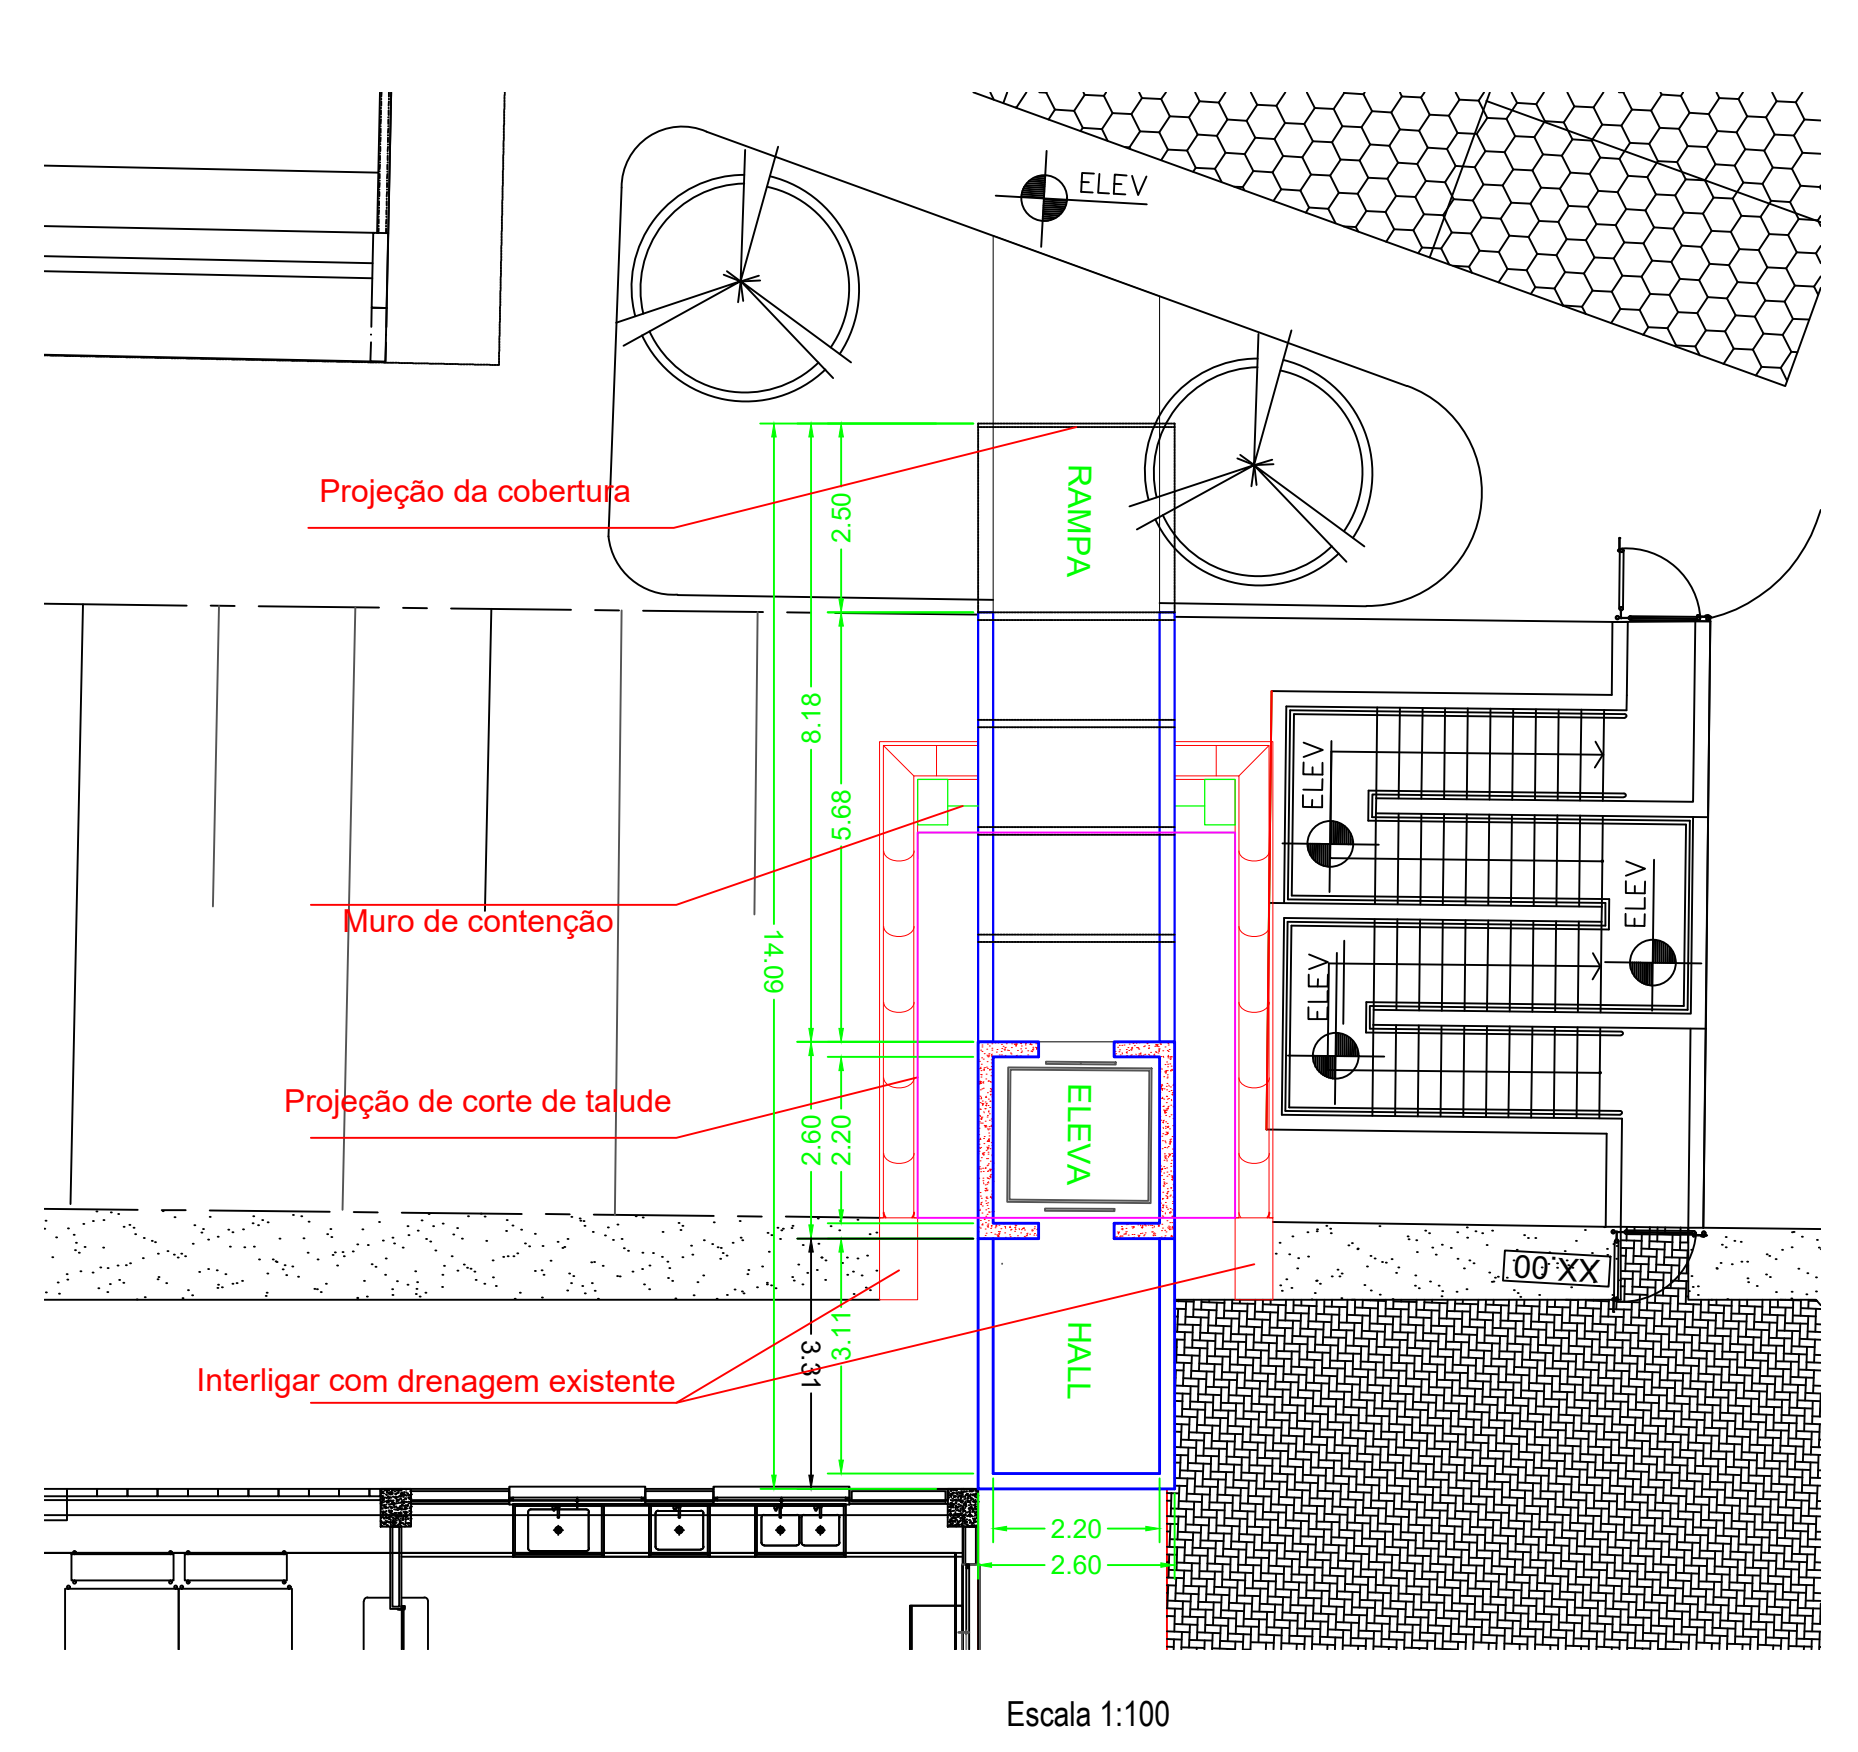 ELEV
Projeção da cobertura
RAMPA
2.50
8.18
ELEV
5.68
ELEV
Muro de contenção
14.09
ELEV
Projeção de corte de talude
2.60
2.20
ELEVA
XX.00
3.31
3.11
HALL
Interligar com drenagem existente
2.20
2.60
Escala 1:100